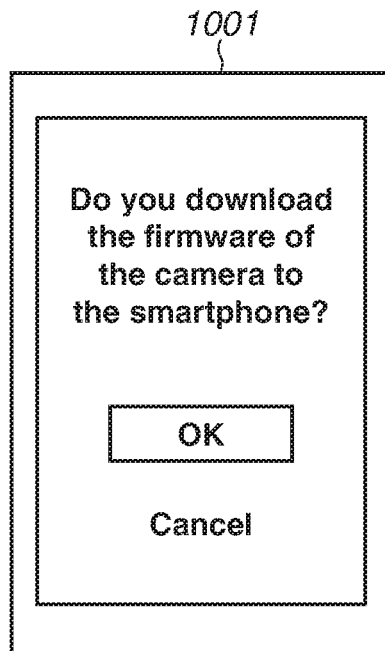 1001
Do you download
the firmware of
the camera to
the smartphone?
OK
Cancel